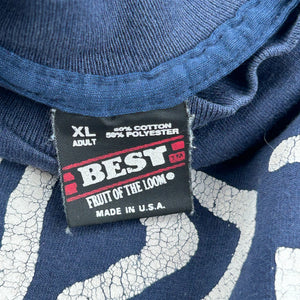 XL
ADULT
50% COTTON
50% POLYESTER
BEST
FRUIT OF THE LOOM®
MADE IN U.S.A.